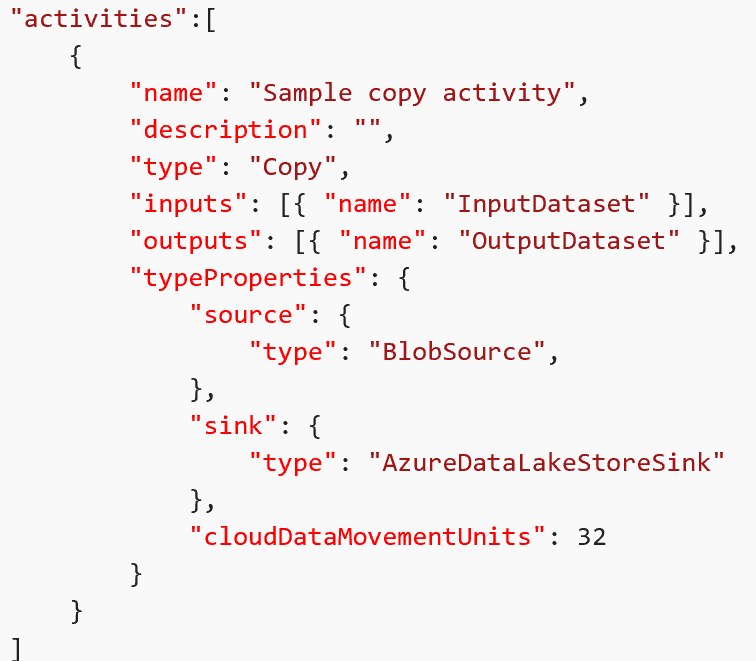 "activities":[
    {
        "name": "Sample copy activity",
        "description": "",
        "type": "Copy",
        "inputs": [{ "name": "InputDataset" }],
        "outputs": [{ "name": "OutputDataset" }],
        "typeProperties": {
            "source": {
                "type": "BlobSource",
            },
            "sink": {
                "type": "AzureDataLakeStoreSink"
            },
            "cloudDataMovementUnits": 32
        }
    }
]